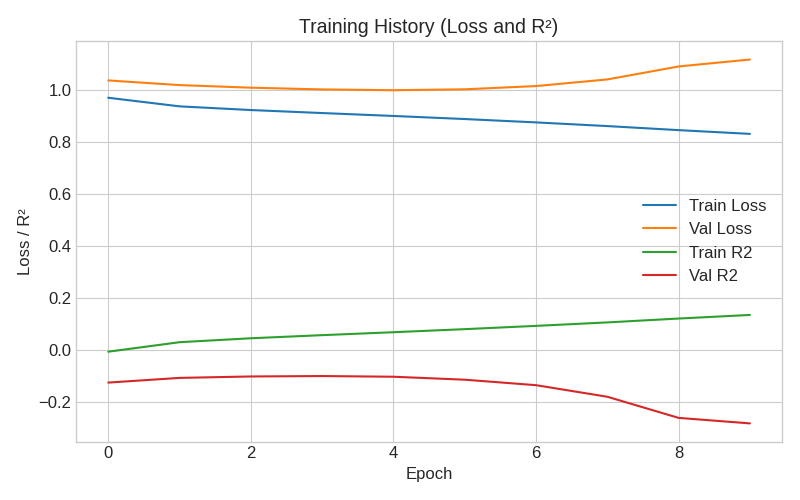 Training History (Loss and R²)
Loss / R²
1.0
0.8
0.6
0.4
0.2
0.0
−0.2
Train Loss
Val Loss
Train R2
Val R2
0 2 4 6 8
Epoch